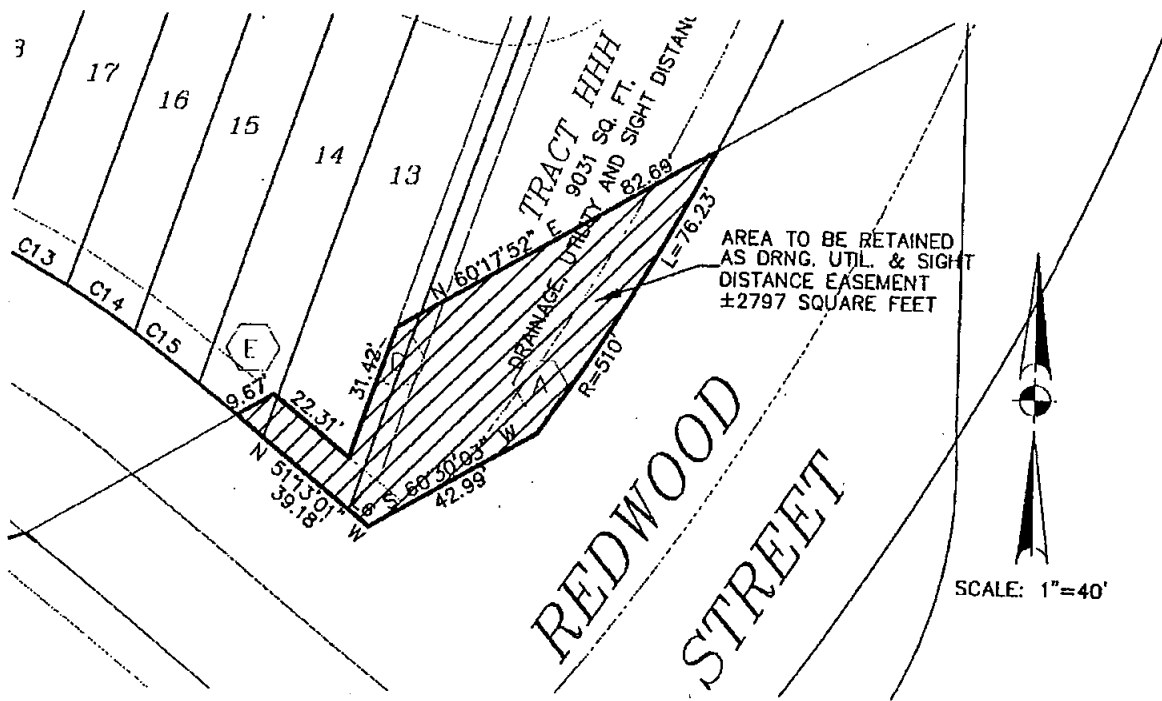 17
16
15
14
13
TRACT HHH
9031 SQ. FT.
DRAINAGE, UTILITY AND SIGHT DISTANC
N 60°17'52" E
82.69'
L=76.23'
R=510'
AREA TO BE RETAINED
AS DRNG. UTIL. & SIGHT
DISTANCE EASEMENT
±2797 SQUARE FEET
C13
C14
C15
E
9.67'
22.31'
31.42'
D
A
N 51°13'01" W
39.18'
S 60°30'03" W
42.99'
REDWOOD
STREET
SCALE: 1"=40'